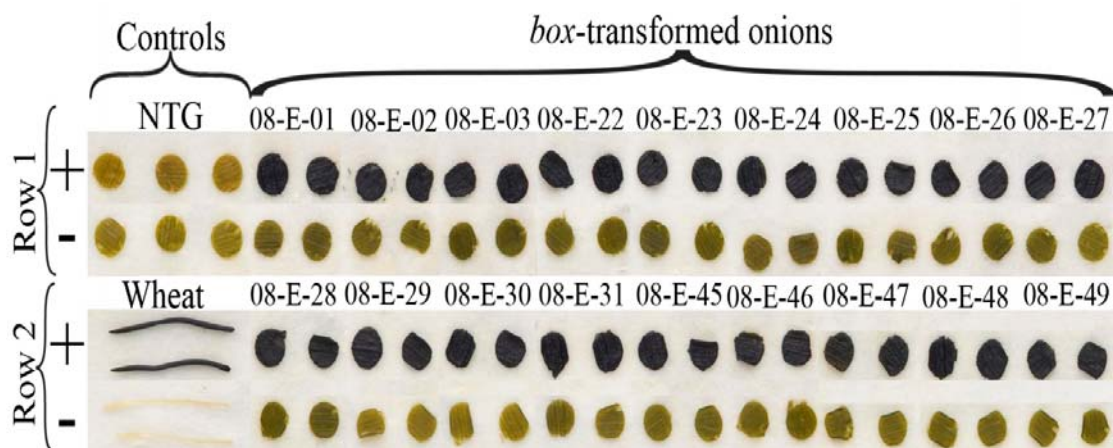 Controls box-transformed onions
NTG 08-E-01 08-E-02 08-E-03 08-E-22 08-E-23 08-E-24 08-E-25 08-E-26 08-E-27
Row 1
+
-
Wheat 08-E-28 08-E-29 08-E-30 08-E-31 08-E-45 08-E-46 08-E-47 08-E-48 08-E-49
Row 2
+
-